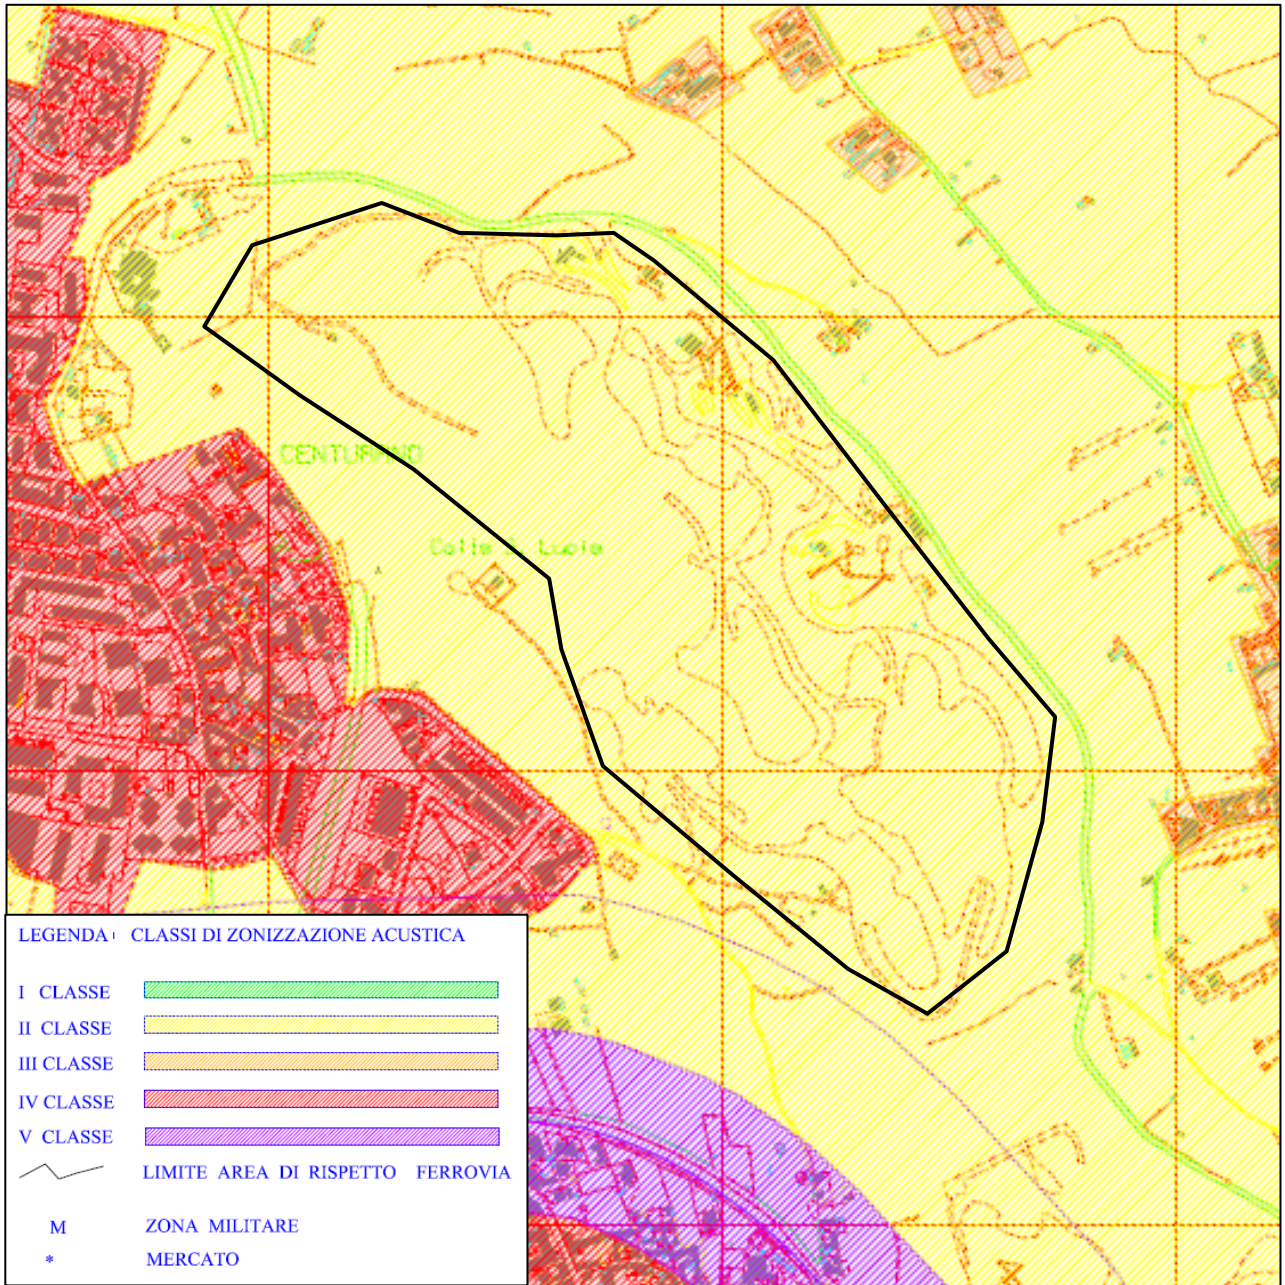 CENTURANO
Colle S. Lucia
LEGENDA: CLASSI DI ZONIZZAZIONE ACUSTICA
I CLASSE
II CLASSE
III CLASSE
IV CLASSE
V CLASSE
LIMITE AREA DI RISPETTO FERROVIA
M ZONA MILITARE
* MERCATO